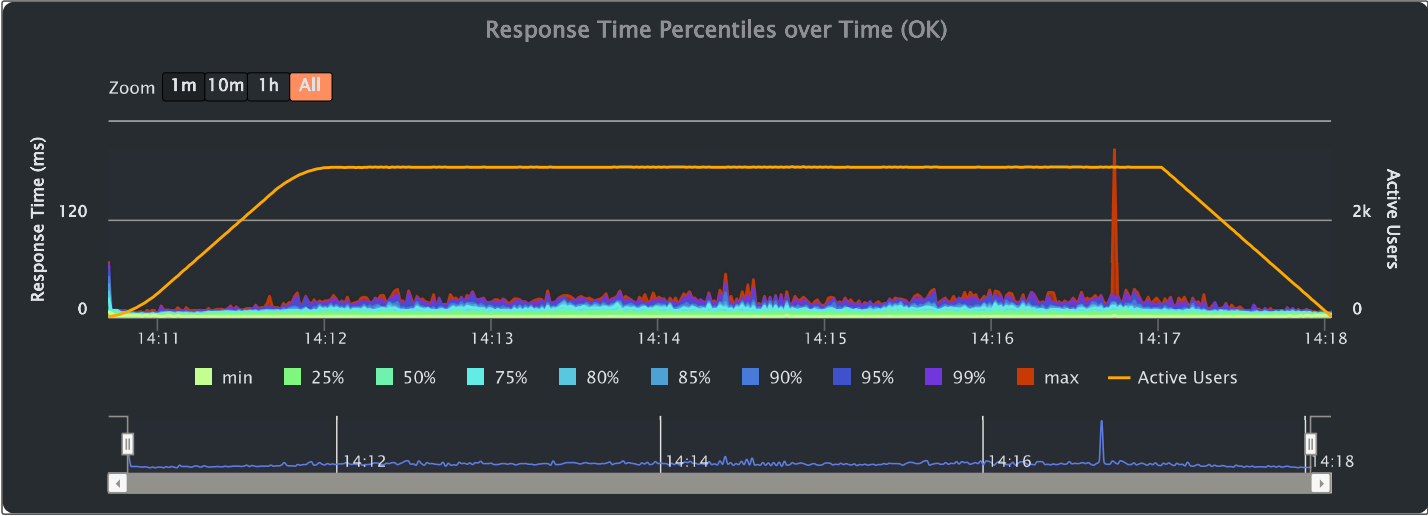 Response Time Percentiles over Time (OK)
Zoom 1m 10m 1h All
Response Time (ms)
120
0
Active Users
2k
0
14:11 14:12 14:13 14:14 14:15 14:16 14:17 14:18
min 25% 50% 75% 80% 85% 90% 95% 99% max Active Users
14:12 14:14 14:16 14:18